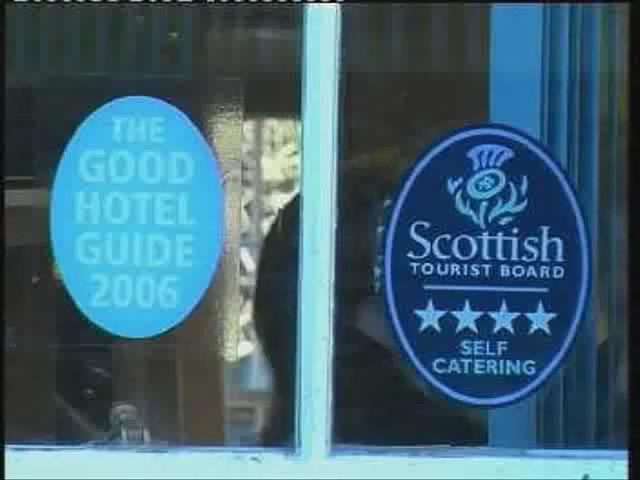 THE
GOOD
HOTEL
GUIDE
2006
Scottish
TOURIST BOARD
SELF
CATERING